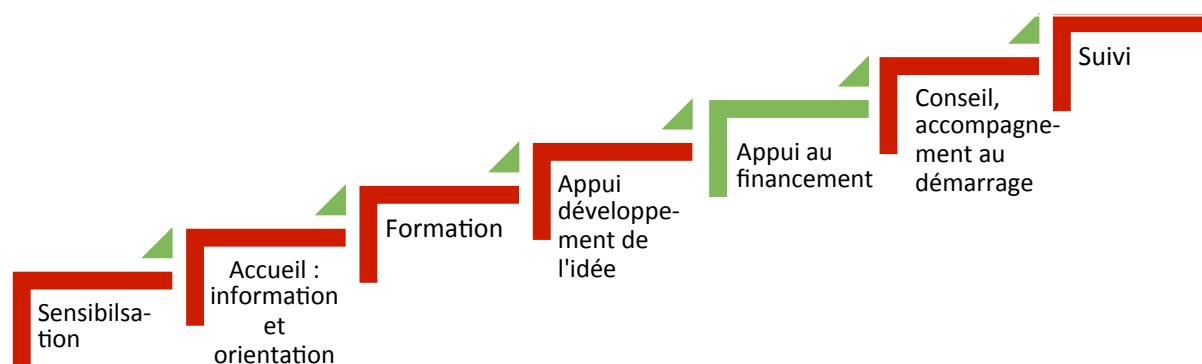 Sensibilsa-
tion
Accueil :
information
et
orientation
Formation
Appui
développe-
ment de
l'idée
Appui au
financement
Conseil,
accompagne-
ment au
démarrage
Suivi